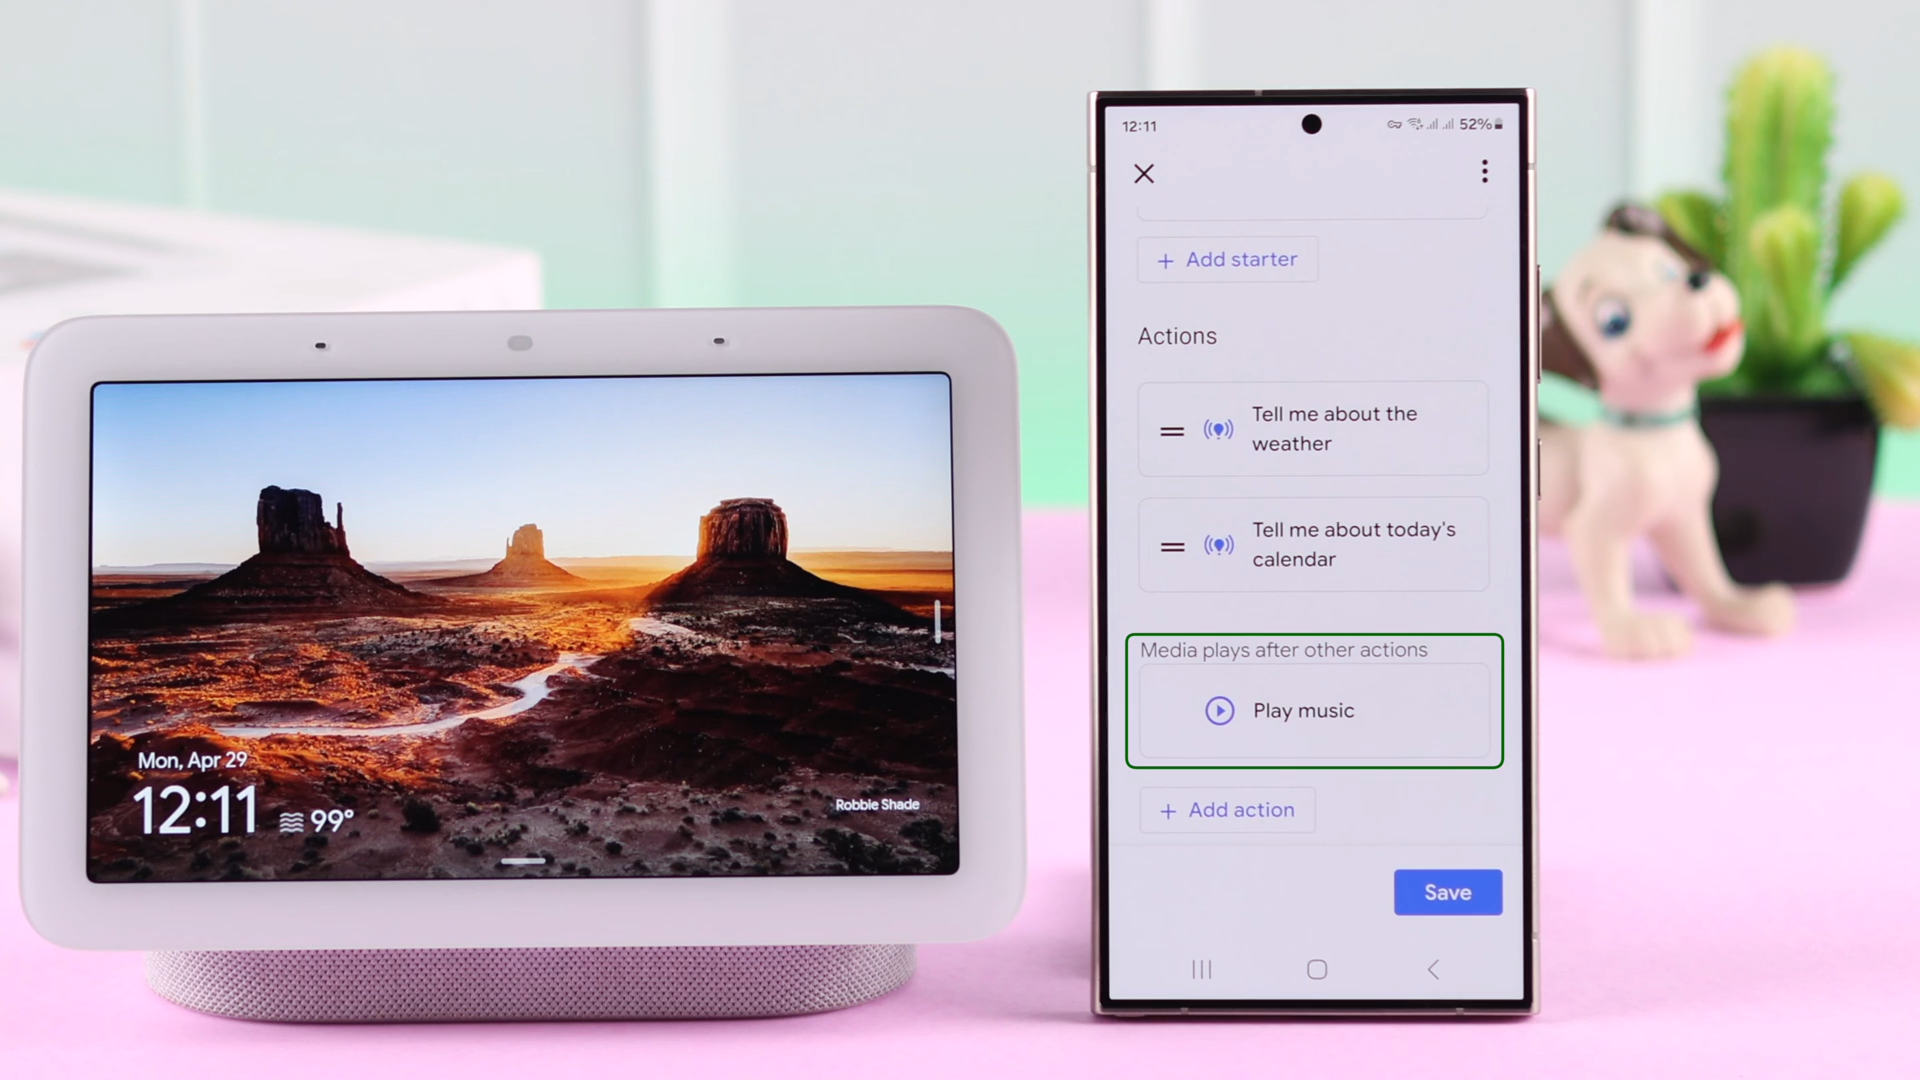 Mon, Apr 29
12:11 99°
Robbie Shade
12:11 52%
+ Add starter
Actions
Tell me about the
weather
Tell me about today's
calendar
Media plays after other actions
Play music
+ Add action
Save